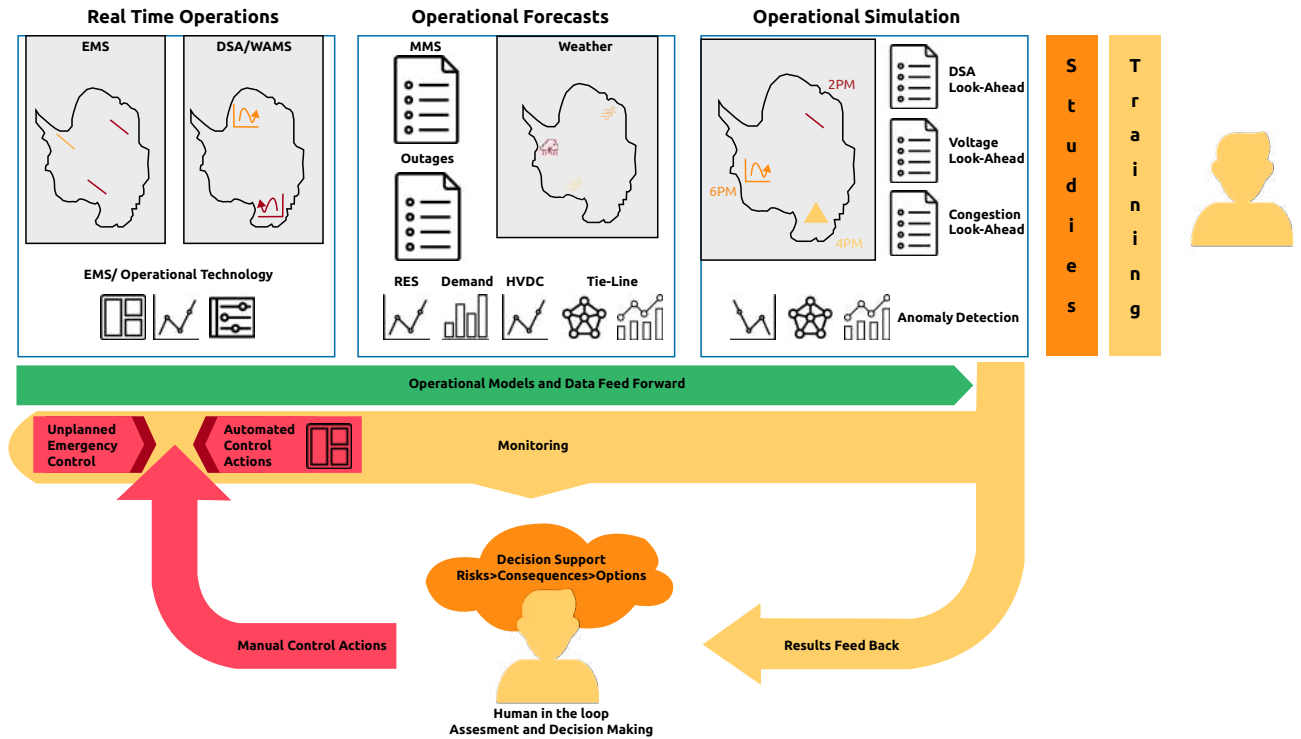 Real Time Operations
Operational Forecasts
Operational Simulation
EMS
DSA/WAMS
EMS/ Operational Technology
MMS
Weather
Outages
RES
Demand
HVDC
Tie-Line
2PM
6PM
4PM
DSA
Look-Ahead
Voltage
Look-Ahead
Congestion
Look-Ahead
Anomaly Detection
Studies
Training
Operational Models and Data Feed Forward
Unplanned
Emergency
Control
Automated
Control
Actions
Monitoring
Decision Support
Risks>Consequences>Options
Manual Control Actions
Results Feed Back
Human in the loop
Assesment and Decision Making